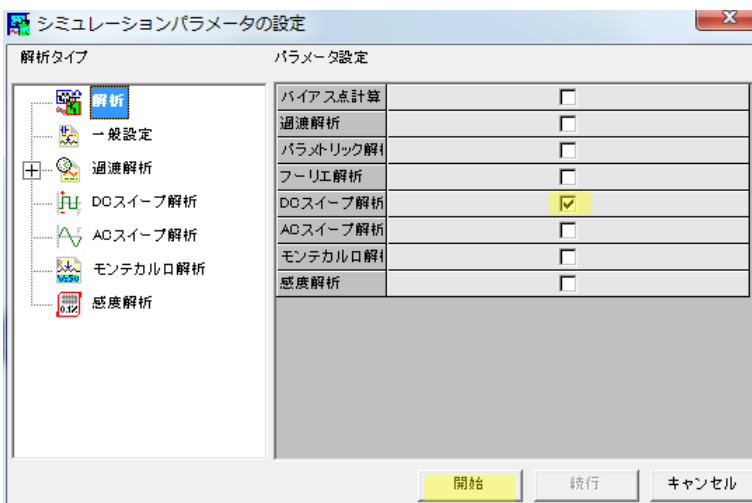 シミュレーションパラメータの設定
解析タイプ
パラメータ設定
解析
一般設定
過渡解析
DCスイープ解析
ACスイープ解析
モンテカルロ解析
感度解析
バイアス点計算
過渡解析
パラメトリック解析
フーリエ解析
DCスイープ解析
ACスイープ解析
モンテカルロ解析
感度解析
開始
続行
キャンセル